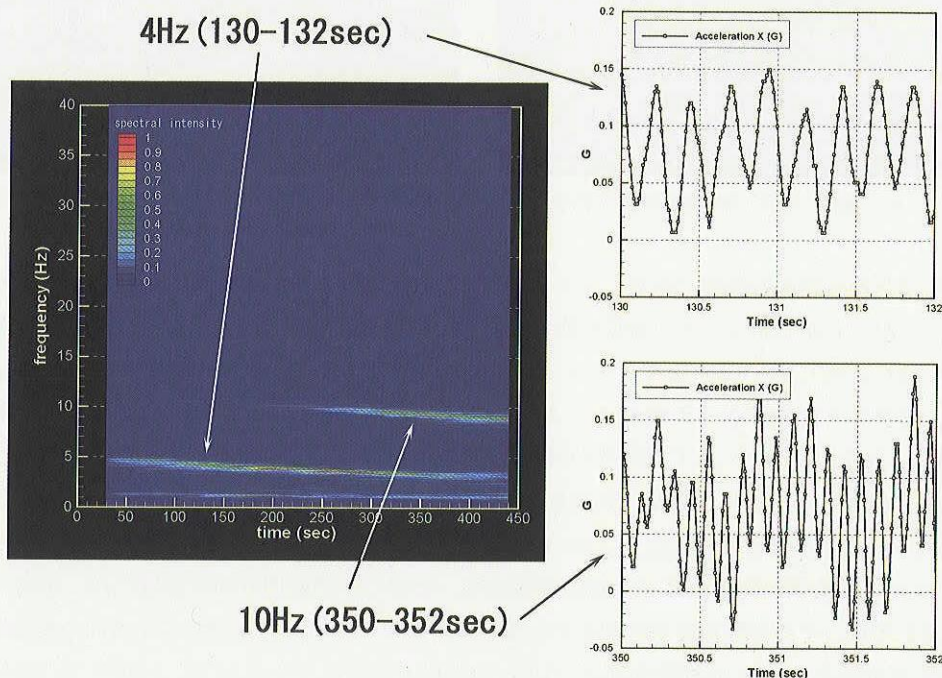 4Hz(130-132sec)
spectral intensity
1
0.9
0.8
0.7
0.6
0.5
0.4
0.3
0.2
0.1
0
40
35
30
25
20
15
10
5
0
frequency (Hz)
0 50 100 150 200 250 300 350 400 450
time (sec)
10Hz(350-352sec)
Acceleration X (G)
0.2
0.15
0.1
0.05
0
-0.05
G
130 130.5 131 131.5 132
Time (sec)
Acceleration X (G)
0.2
0.15
0.1
0.05
0
-0.05
G
350 350.5 351 351.5 352
Time (sec)